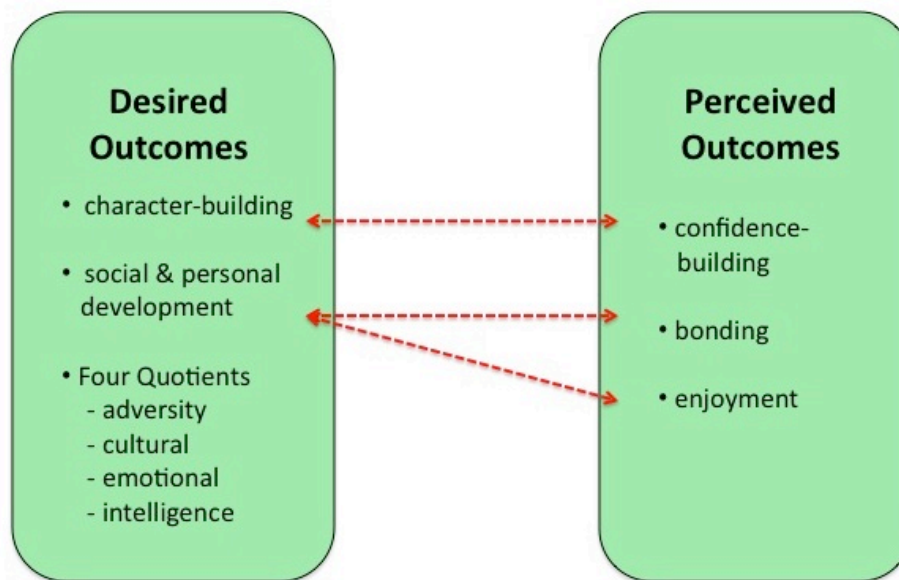 Desired
Outcomes
• character-building
• social & personal
development
• Four Quotients
- adversity
- cultural
- emotional
- intelligence
Perceived
Outcomes
• confidence-
building
• bonding
• enjoyment